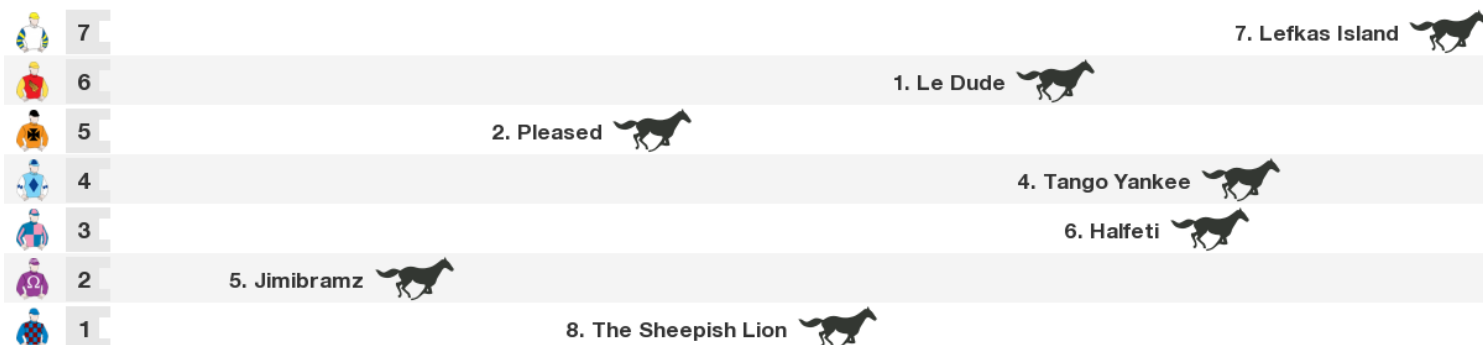 7 7. Lefkas Island
6 1. Le Dude
5 2. Pleased
4 4. Tango Yankee
3 6. Halfeti
2 Ω 5. Jimibramz
1 8. The Sheepish Lion